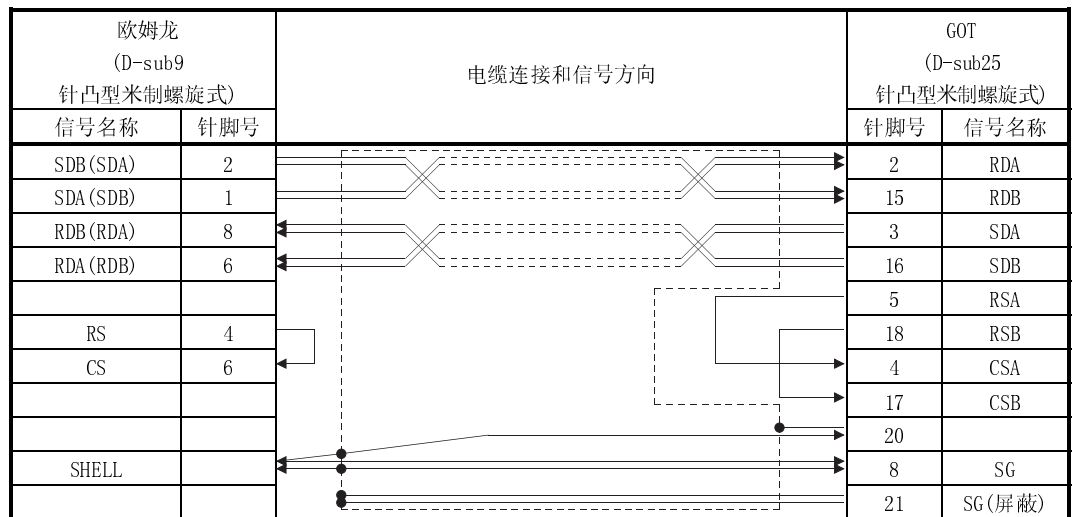 欧姆龙
(D-sub9
针凸型米制螺旋式)
电缆连接和信号方向
GOT
(D-sub25
针凸型米制螺旋式)
信号名称 针脚号 针脚号 信号名称
SDB(SDA) 2 2 RDA
SDA(SDB) 1 15 RDB
RDB(RDA) 8 3 SDA
RDA(RDB) 6 16 SDB
5 RSA
RS 4 18 RSB
CS 6 4 CSA
17 CSB
20
SHELL 8 SG
21 SG(屏蔽)